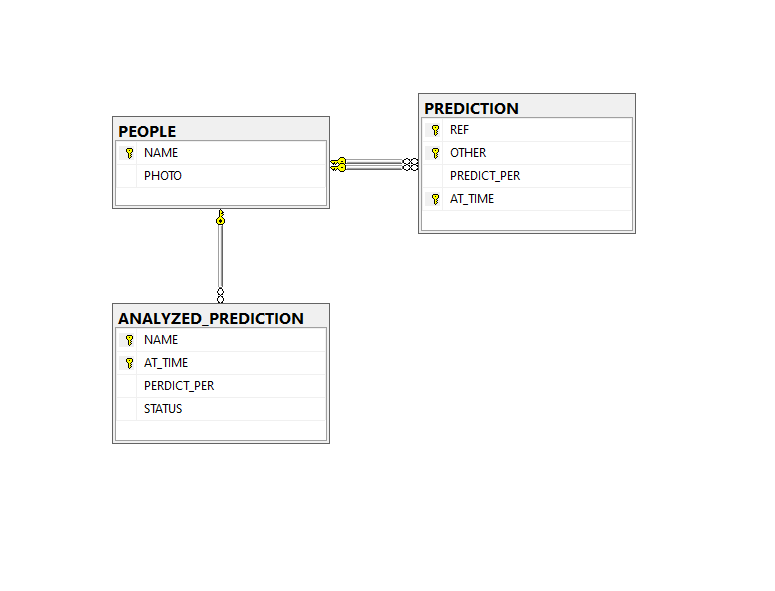 PEOPLE
NAME
PHOTO
PREDICTION
REF
OTHER
PREDICT_PER
AT_TIME
ANALYZED_PREDICTION
NAME
AT_TIME
PERDICT_PER
STATUS